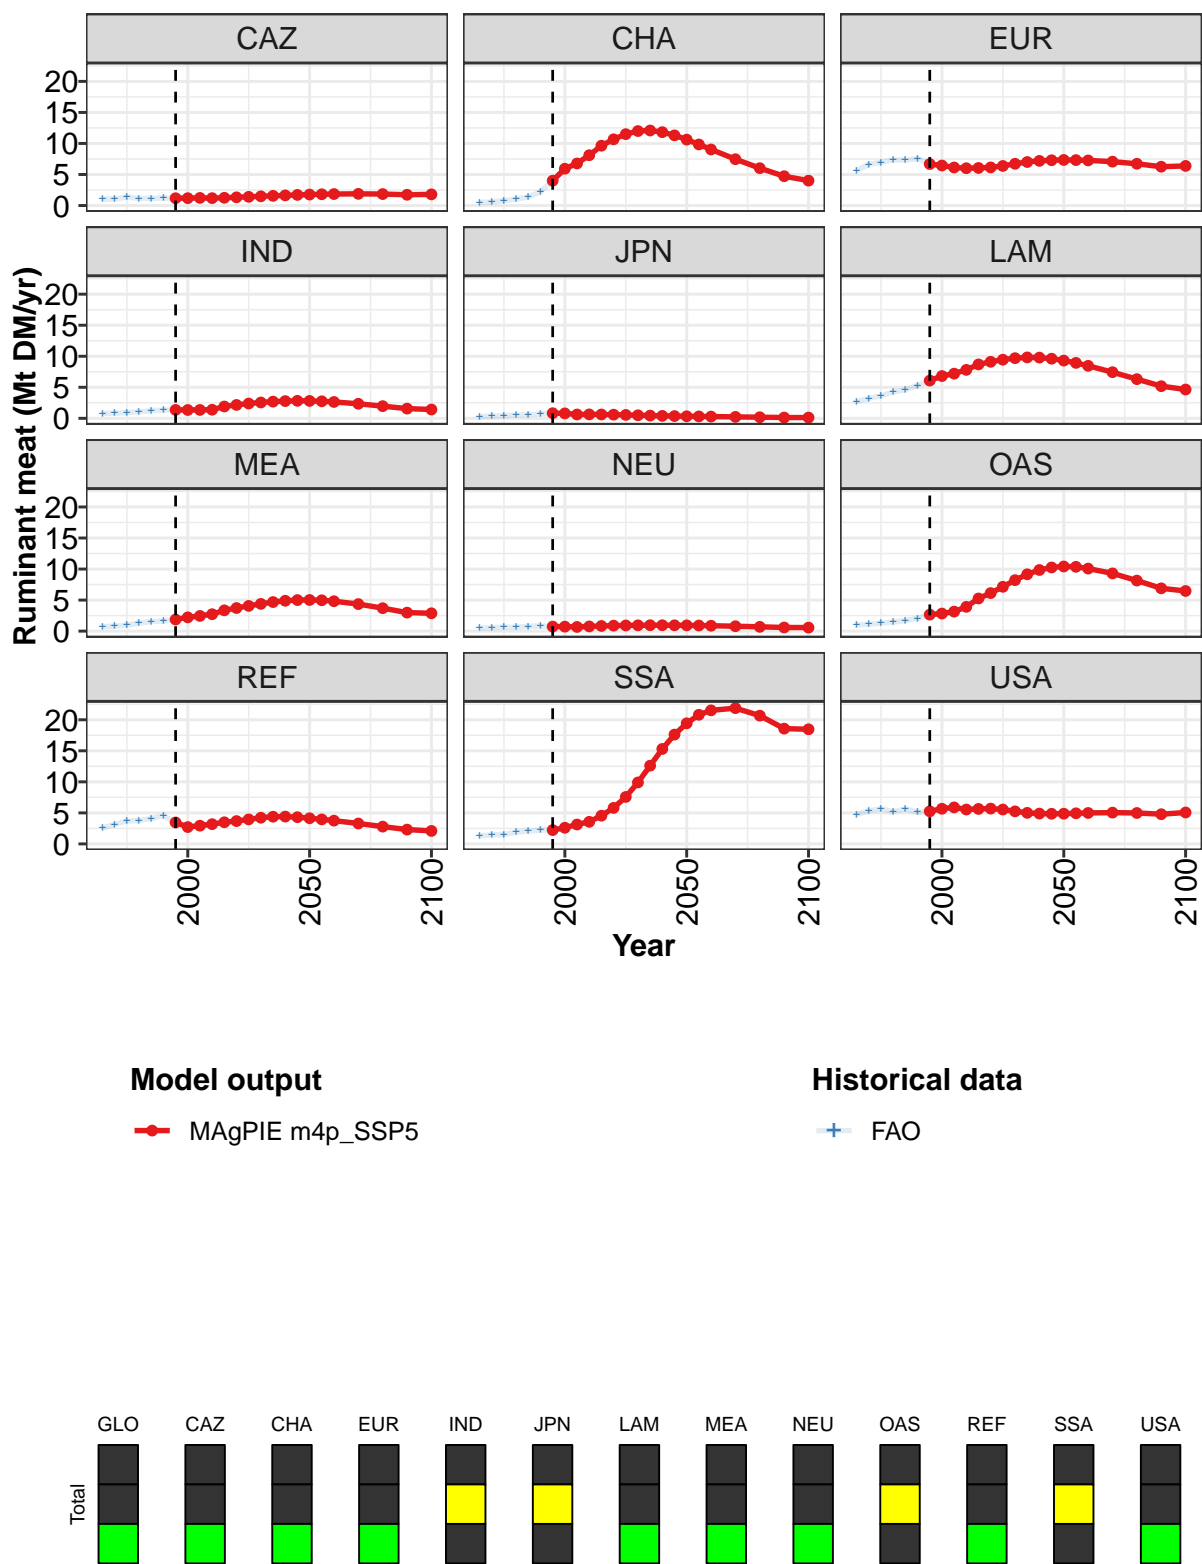 CAZ CHA EUR
20
15
10
5
0
IND JPN LAM
20
15
10
5
0
MEA NEU OAS
20
15
10
5
0
REF SSA USA
20
15
10
5
0
Ruminant meat (Mt DM/yr)
2000 2050 2100 2000 2050 2100 2000 2050 2100
Year
Model output Historical data
MAgPIE m4p_SSP5 FAO
GLO CAZ CHA EUR IND JPN LAM MEA NEU OAS REF SSA USA
Total